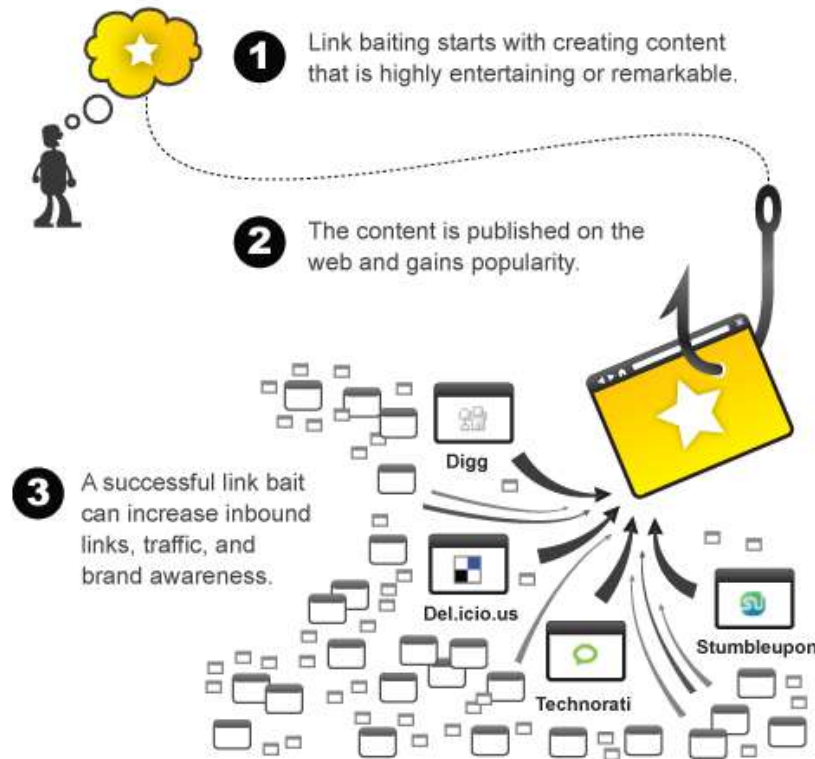 1 Link baiting starts with creating content
that is highly entertaining or remarkable.
2 The content is published on the
web and gains popularity.
Digg
3 A successful link bait
can increase inbound
links, traffic, and
brand awareness.
Del.icio.us
Stumbleupon
Technorati